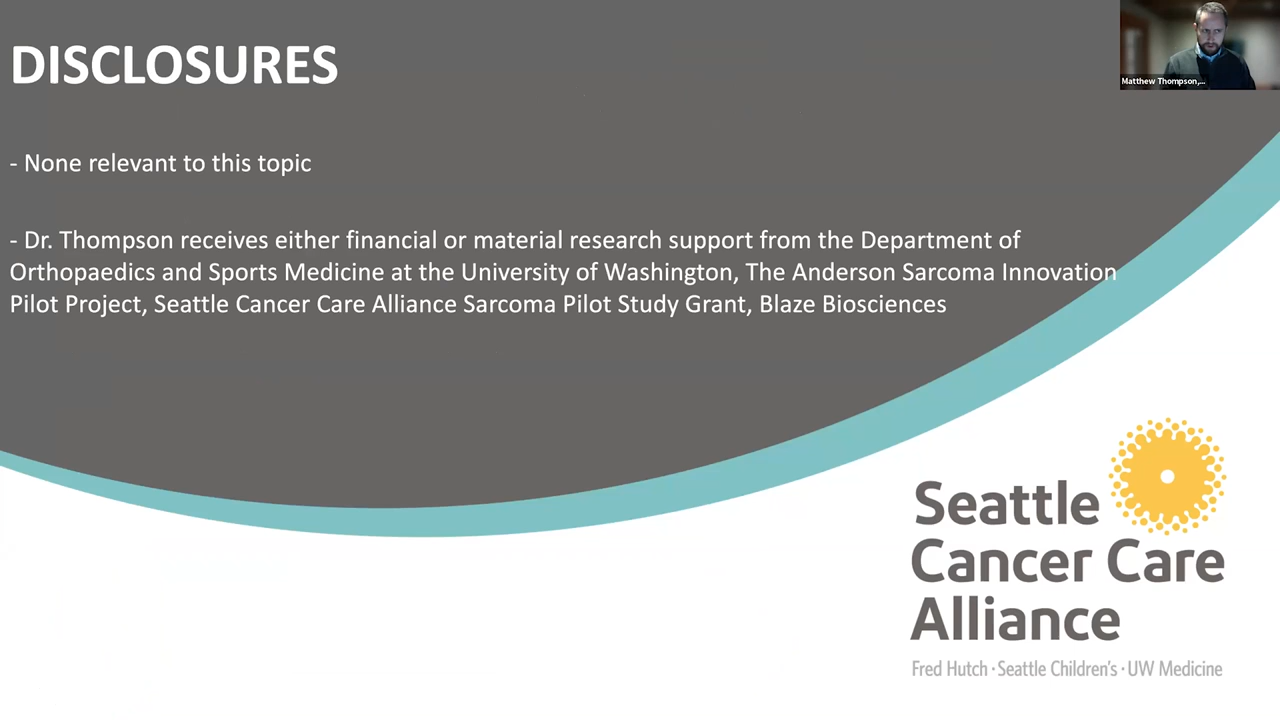 DISCLOSURES
Matthew Thompson,...
- None relevant to this topic
- Dr. Thompson receives either financial or material research support from the Department of
Orthopaedics and Sports Medicine at the University of Washington, The Anderson Sarcoma Innovation
Pilot Project, Seattle Cancer Care Alliance Sarcoma Pilot Study Grant, Blaze Biosciences
Seattle
Cancer Care
Alliance
Fred Hutch · Seattle Children's · UW Medicine